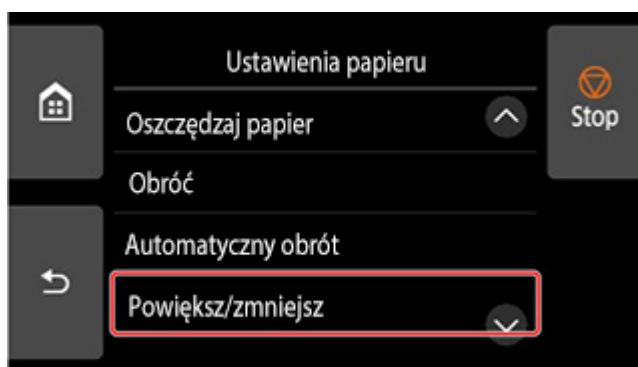 Ustawienia papieru
Oszczędzaj papier
Stop
Obróć
Automatyczny obrót
Powiększ/zmniejsz